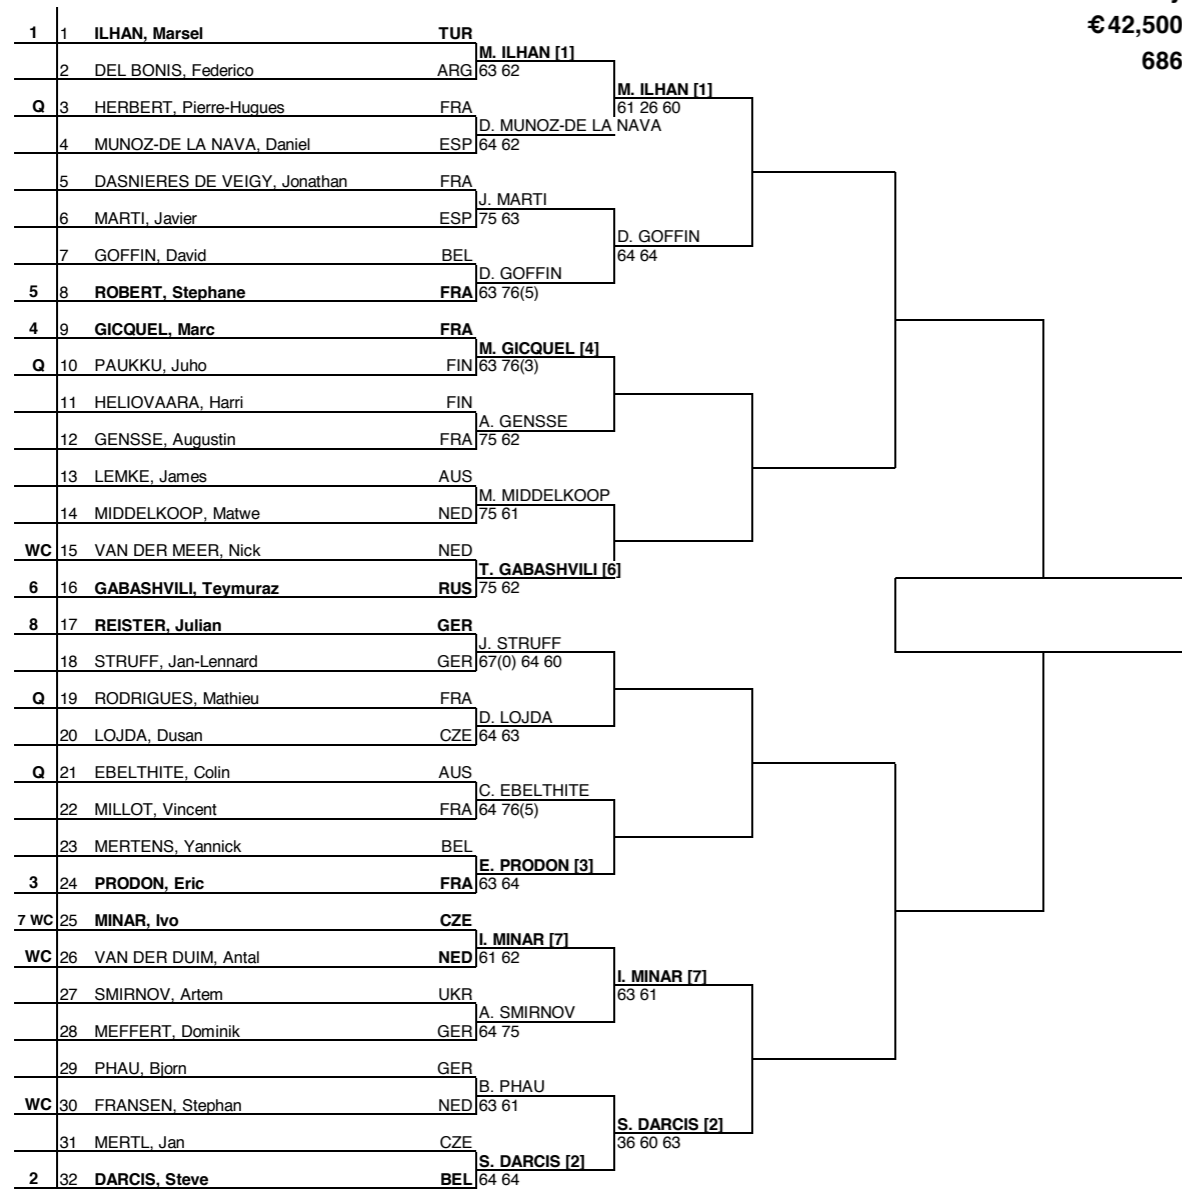 €42,500
686
1 1 ILHAN, Marsel TUR
M. ILHAN [1]
2 DEL BONIS, Federico ARG 63 62
M. ILHAN [1]
Q 3 HERBERT, Pierre-Hugues FRA 61 26 60
D. MUNOZ-DE LA NAVA
4 MUNOZ-DE LA NAVA, Daniel ESP 64 62
5 DASNIERES DE VEIGY, Jonathan FRA
J. MARTI
6 MARTI, Javier ESP 75 63
D. GOFFIN
7 GOFFIN, David BEL 64 64
D. GOFFIN
5 8 ROBERT, Stephane FRA 63 76(5)
4 9 GICQUEL, Marc FRA
M. GICQUEL [4]
Q 10 PAUKKU, Juho FIN 63 76(3)
11 HELIOVAARA, Harri FIN
A. GENSSE
12 GENSSE, Augustin FRA 75 62
13 LEMKE, James AUS
M. MIDDELKOOP
14 MIDDELKOOP, Matwe NED 75 61
WC 15 VAN DER MEER, Nick NED
T. GABASHVILI [6]
6 16 GABASHVILI, Teymuraz RUS 75 62
8 17 REISTER, Julian GER
J. STRUFF
18 STRUFF, Jan-Lennard GER 67(0) 64 60
Q 19 RODRIGUES, Mathieu FRA
D. LOJDA
20 LOJDA, Dusan CZE 64 63
Q 21 EBELTHITE, Colin AUS
C. EBELTHITE
22 MILLOT, Vincent FRA 64 76(5)
23 MERTENS, Yannick BEL
E. PRODON [3]
3 24 PRODON, Eric FRA 63 64
7 WC 25 MINAR, Ivo CZE
I. MINAR [7]
WC 26 VAN DER DUIM, Antal NED 61 62
I. MINAR [7]
27 SMIRNOV, Artem UKR 63 61
A. SMIRNOV
28 MEFFERT, Dominik GER 64 75
29 PHAU, Bjorn GER
B. PHAU
WC 30 FRANSEN, Stephan NED 63 61
S. DARCIS [2]
31 MERTL, Jan CZE 36 60 63
S. DARCIS [2]
2 32 DARCIS, Steve BEL 64 64